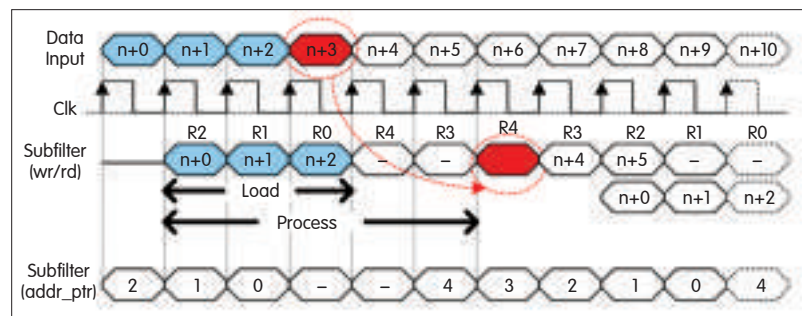 Data
Input
n+0 n+1 n+2 n+3 n+4 n+5 n+6 n+7 n+8 n+9 n+10
Clk
R2 R1 R0 R4 R3 R4 R3 R2 R1 R0
Subfilter
(wr/rd)
n+0 n+1 n+2 – – n+4 n+5 – –
Load
n+0 n+1 n+2
Process
Subfilter
(addr_ptr)
2 1 0 – – 4 3 2 1 0 4